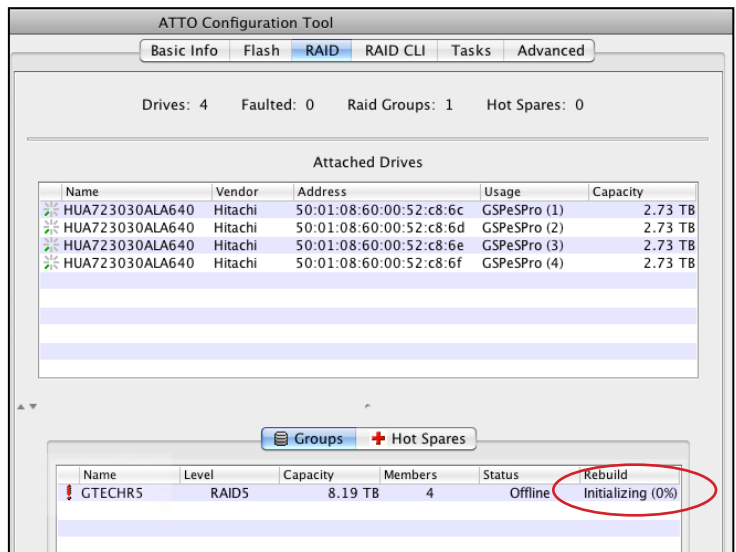 ATTO Configuration Tool
Basic Info Flash RAID RAID CLI Tasks Advanced
Drives: 4 Faulted: 0 Raid Groups: 1 Hot Spares: 0
Attached Drives
Name Vendor Address Usage Capacity
HUA723030ALA640 Hitachi 50:01:08:60:00:52:c8:6c GSPeSPro (1) 2.73 TB
HUA723030ALA640 Hitachi 50:01:08:60:00:52:c8:6d GSPeSPro (2) 2.73 TB
HUA723030ALA640 Hitachi 50:01:08:60:00:52:c8:6e GSPeSPro (3) 2.73 TB
HUA723030ALA640 Hitachi 50:01:08:60:00:52:c8:6f GSPeSPro (4) 2.73 TB
Groups Hot Spares
Name Level Capacity Members Status Rebuild
GTECHR5 RAID5 8.19 TB 4 Offline Initializing (0%)